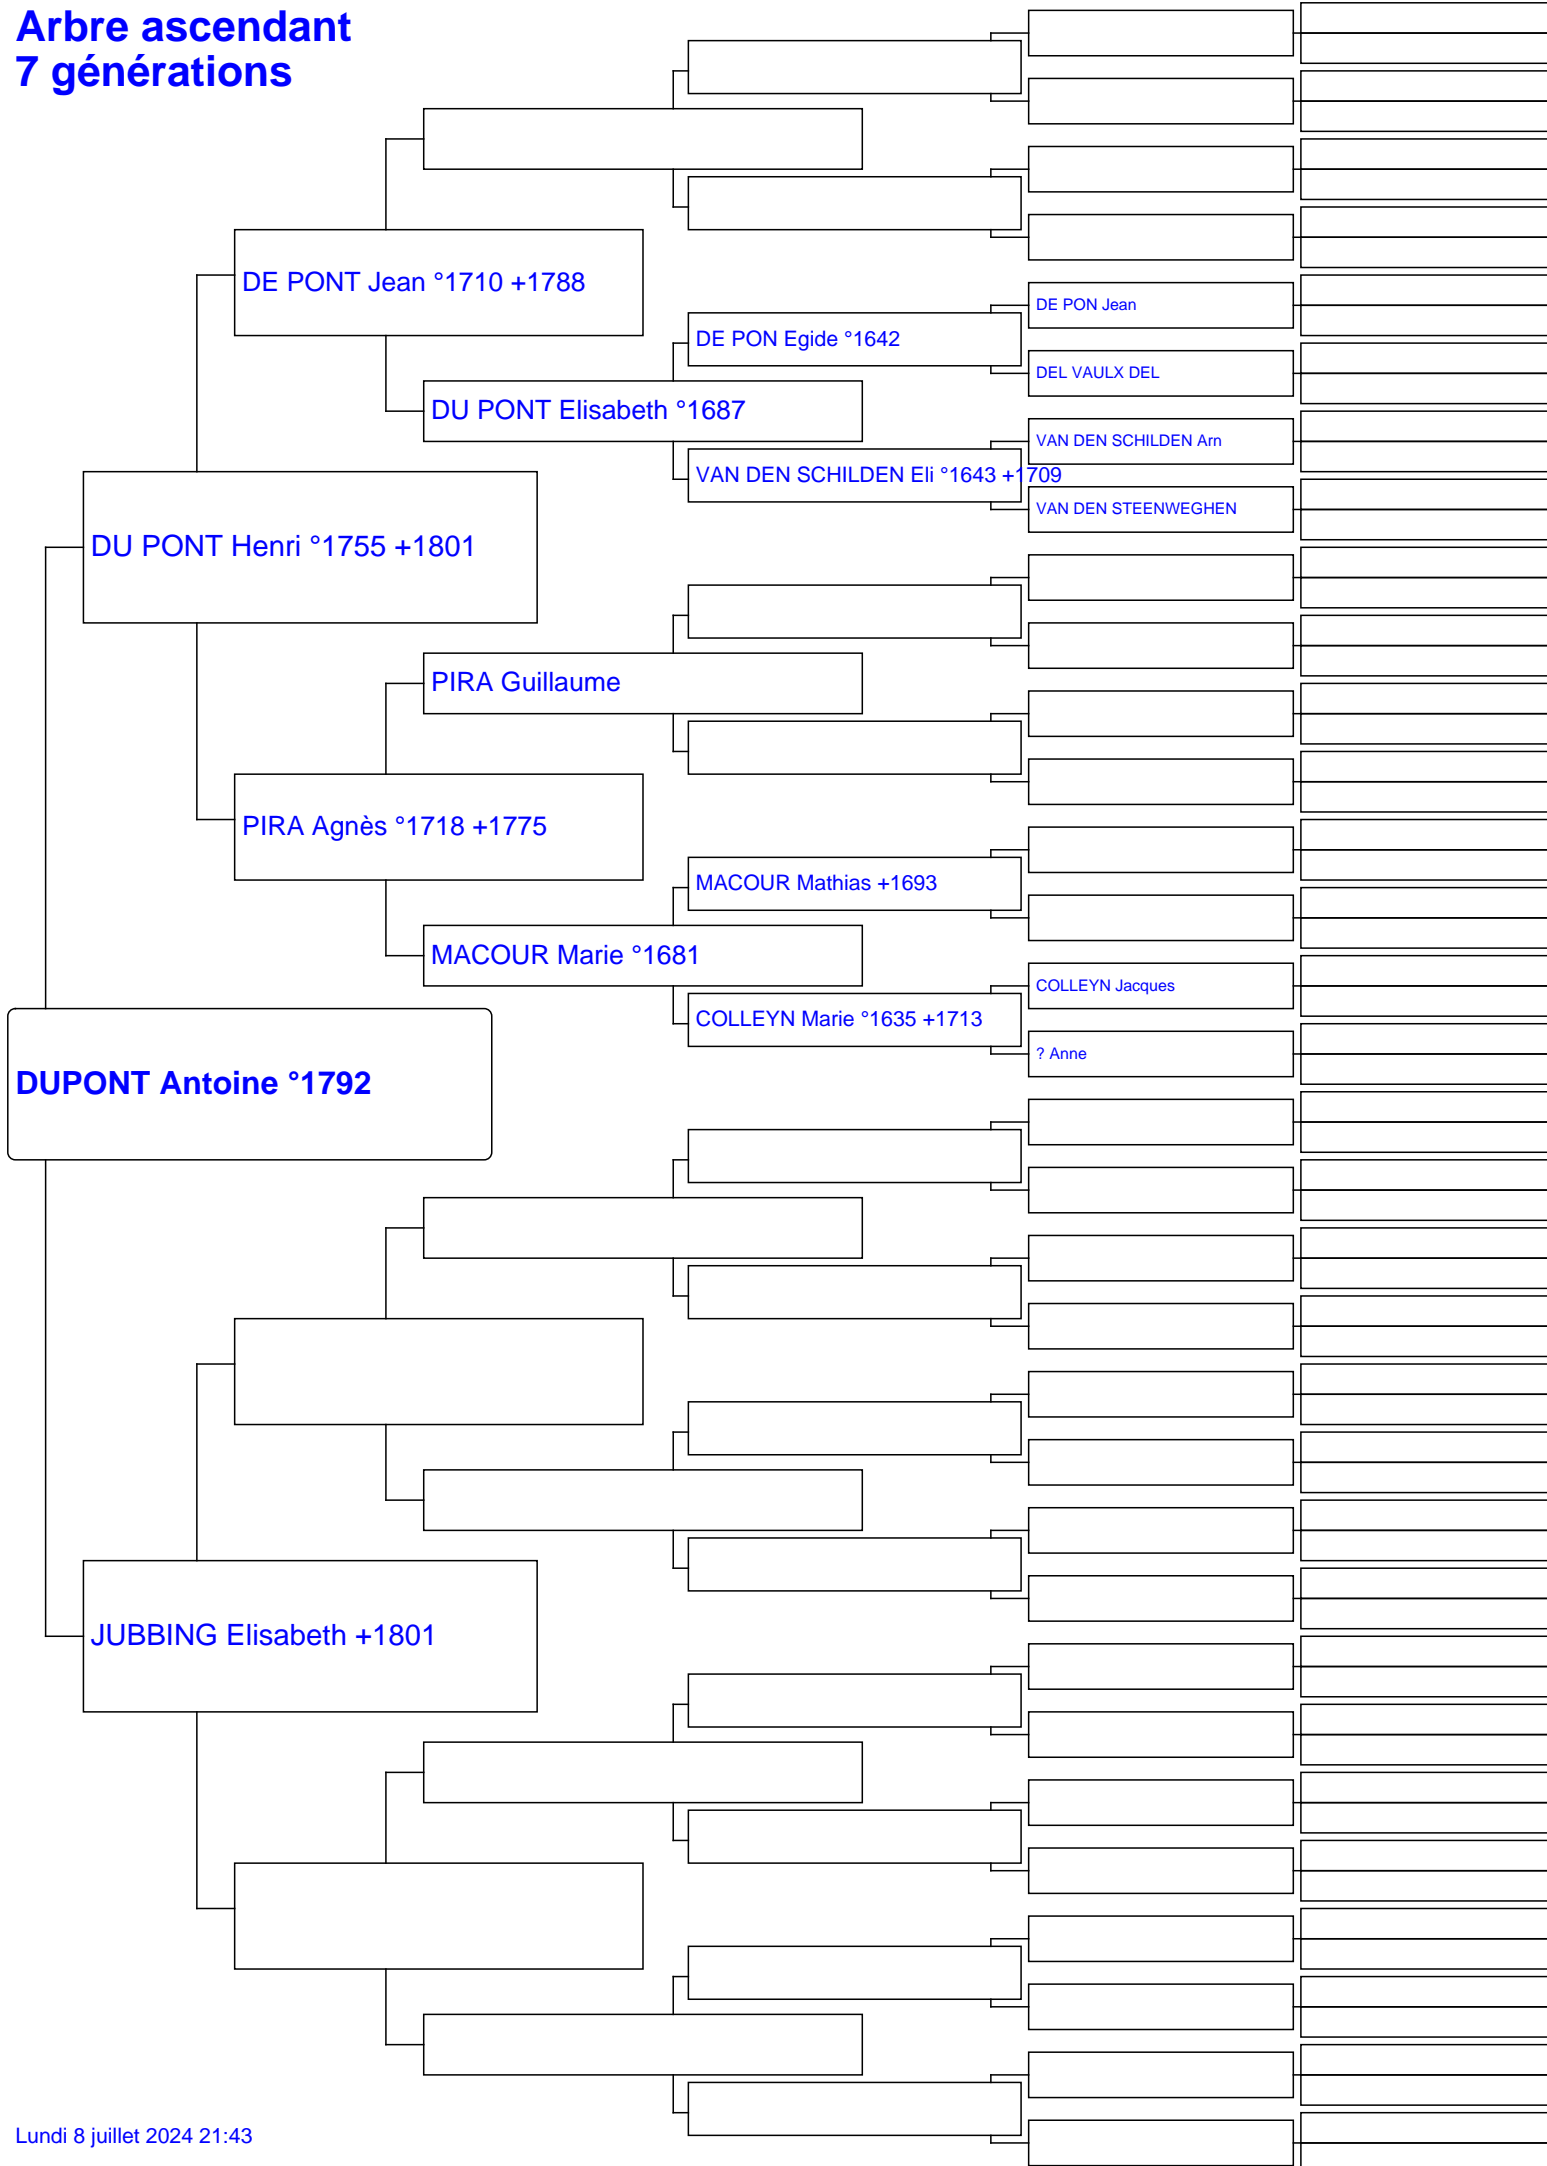 Arbre ascendant
7 générations
DE PONT Jean °1710 +1788
DE PON Jean
DE PON Egide °1642
DEL VAULX DEL
DU PONT Elisabeth °1687
VAN DEN SCHILDEN Arn
VAN DEN SCHILDEN Eli °1643 +1709
VAN DEN STEENWEGHEN
DU PONT Henri °1755 +1801
PIRA Guillaume
PIRA Agnès °1718 +1775
MACOUR Mathias +1693
MACOUR Marie °1681
COLLEYN Jacques
COLLEYN Marie °1635 +1713
? Anne
DUPONT Antoine °1792
JUBBING Elisabeth +1801
Lundi 8 juillet 2024 21:43